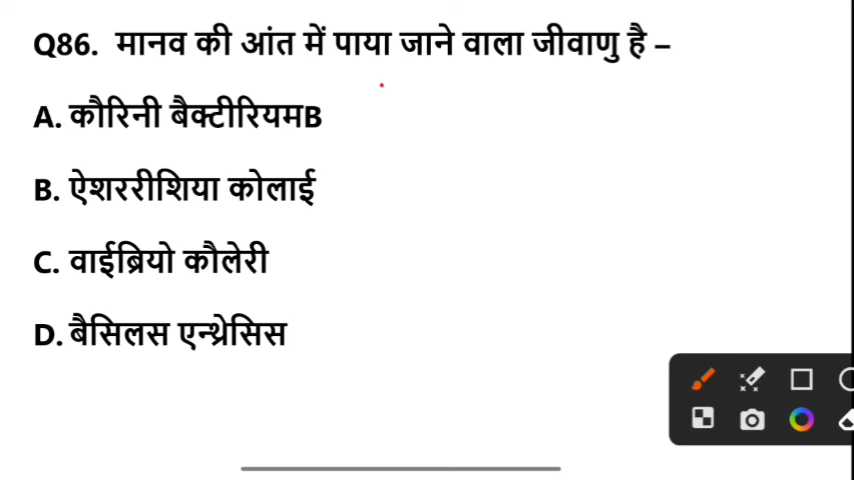 Q86. मानव की आंत में पाया जाने वाला जीवाणु है –
A. कौरिनी बैक्टीरियमB
B. ऐशररीशिया कोलाई
C. वाईब्रियो कौलेरी
D. बैसिलस एन्थ्रेसिस